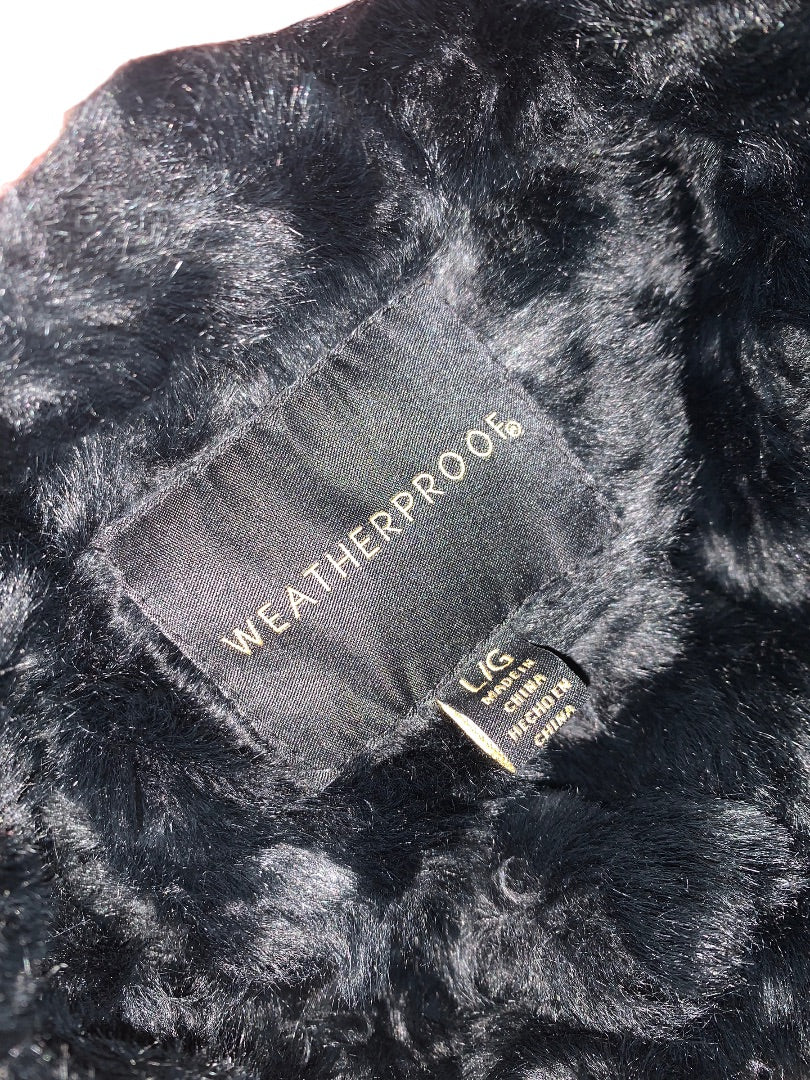 WEATHERPROOF®
L/G
MADE IN
CHINA
HECHO EN
CHINA